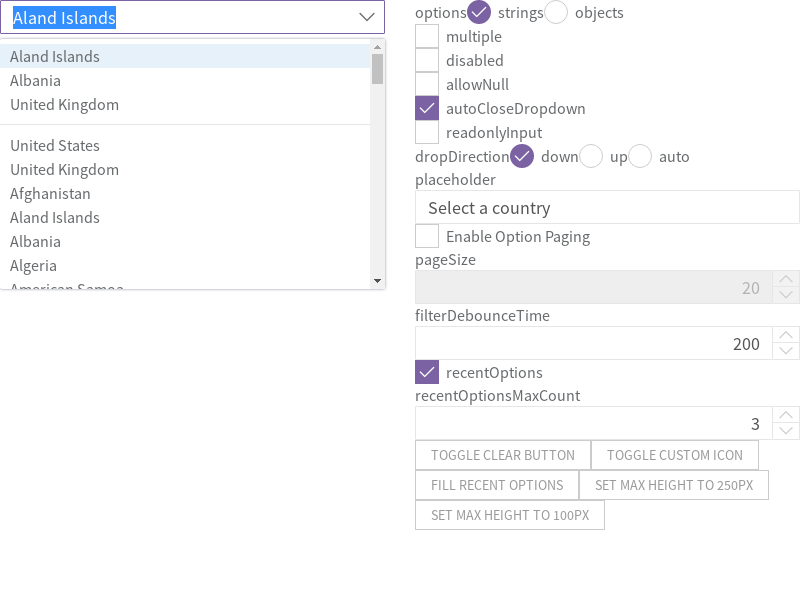 Aland Islands
Aland Islands
Albania
United Kingdom
United States
United Kingdom
Afghanistan
Aland Islands
Albania
Algeria
American Samoa
options strings objects
multiple
disabled
allowNull
autoCloseDropdown
readonlyInput
dropDirection down up auto
placeholder
Select a country
Enable Option Paging
pageSize
20
filterDebounceTime
200
recentOptions
recentOptionsMaxCount
3
TOGGLE CLEAR BUTTON TOGGLE CUSTOM ICON
FILL RECENT OPTIONS SET MAX HEIGHT TO 250PX
SET MAX HEIGHT TO 100PX